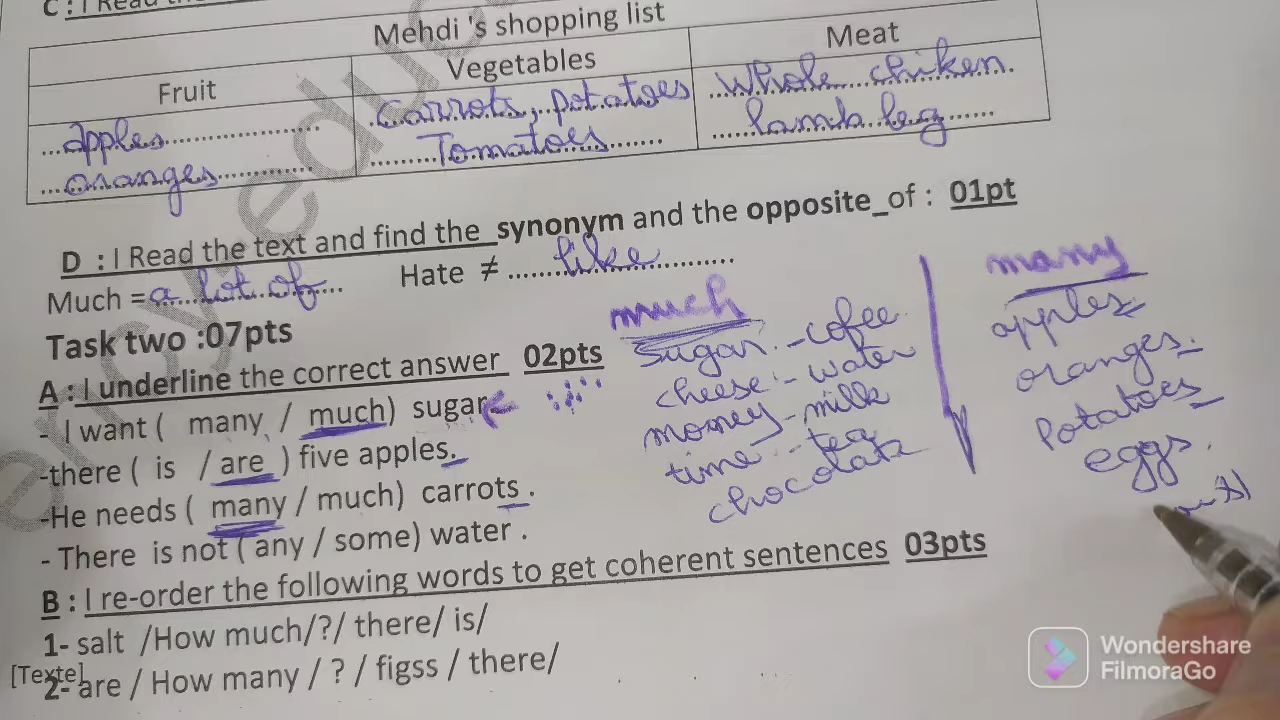 C : I Read the
Mehdi 's shopping list
Fruit Vegetables Meat
apples Carrots, potatoes Whole chiken.
oranges Tomatoes lamb leg
D : I Read the text and find the synonym and the opposite_of : 01pt
Much = a lot of Hate ≠ like
Task two :07pts
A : I underline the correct answer 02pts
- I want ( many / much) sugar
-there ( is / are ) five apples.
-He needs ( many / much) carrots .
- There is not ( any / some) water .
much
Sugar. - cofee
cheese - water
money - milk
time - tea
chocolate
many
apples
oranges.
Potatoes
eggs.
B : I re-order the following words to get coherent sentences 03pts
1- salt /How much/?/ there/ is/
[Texte]
2- are / How many / ? / figss / there/
Wondershare
FilmoraGo